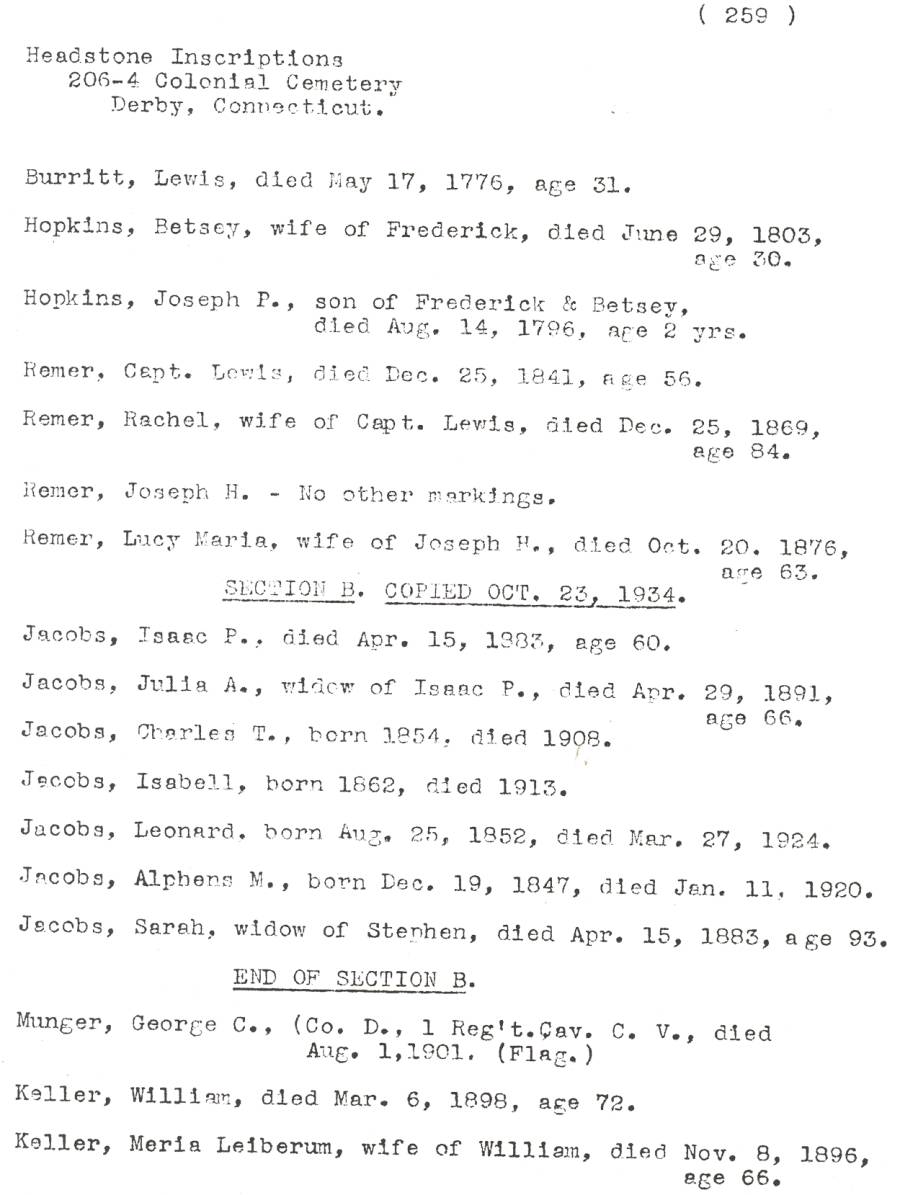 ( 259 )
Headstone Inscriptions
206-4 Colonial Cemetery
Derby, Connecticut.
Burritt, Lewis, died May 17, 1776, age 31.
Hopkins, Betsey, wife of Frederick, died June 29, 1803,
age 30.
Hopkins, Joseph P., son of Frederick & Betsey,
died Aug. 14, 1796, age 2 yrs.
Remer, Capt. Lewis, died Dec. 25, 1841, age 56.
Remer, Rachel, wife of Capt. Lewis, died Dec. 25, 1869,
age 84.
Remer, Joseph H. - No other markings.
Remer, Lucy Maria, wife of Joseph H., died Oct. 20. 1876,
age 63.
SECTION B. COPIED OCT. 23, 1934.
Jacobs, Isaac P., died Apr. 15, 1883, age 60.
Jacobs, Julia A., widow of Isaac P., died Apr. 29, 1891,
age 66.
Jacobs, Charles T., born 1854, died 1908.
Jacobs, Isabell, born 1862, died 1913.
Jacobs, Leonard. born Aug. 25, 1852, died Mar. 27, 1924.
Jacobs, Alphens M., born Dec. 19, 1847, died Jan. 11, 1920.
Jacobs, Sarah, widow of Stephen, died Apr. 15, 1883, age 93.
END OF SECTION B.
Munger, George C., (Co. D., 1 Reg't.Cav. C. V., died
Aug. 1,1901. (Flag.)
Keller, William, died Mar. 6, 1898, age 72.
Keller, Meria Leiberum, wife of William, died Nov. 8, 1896,
age 66.